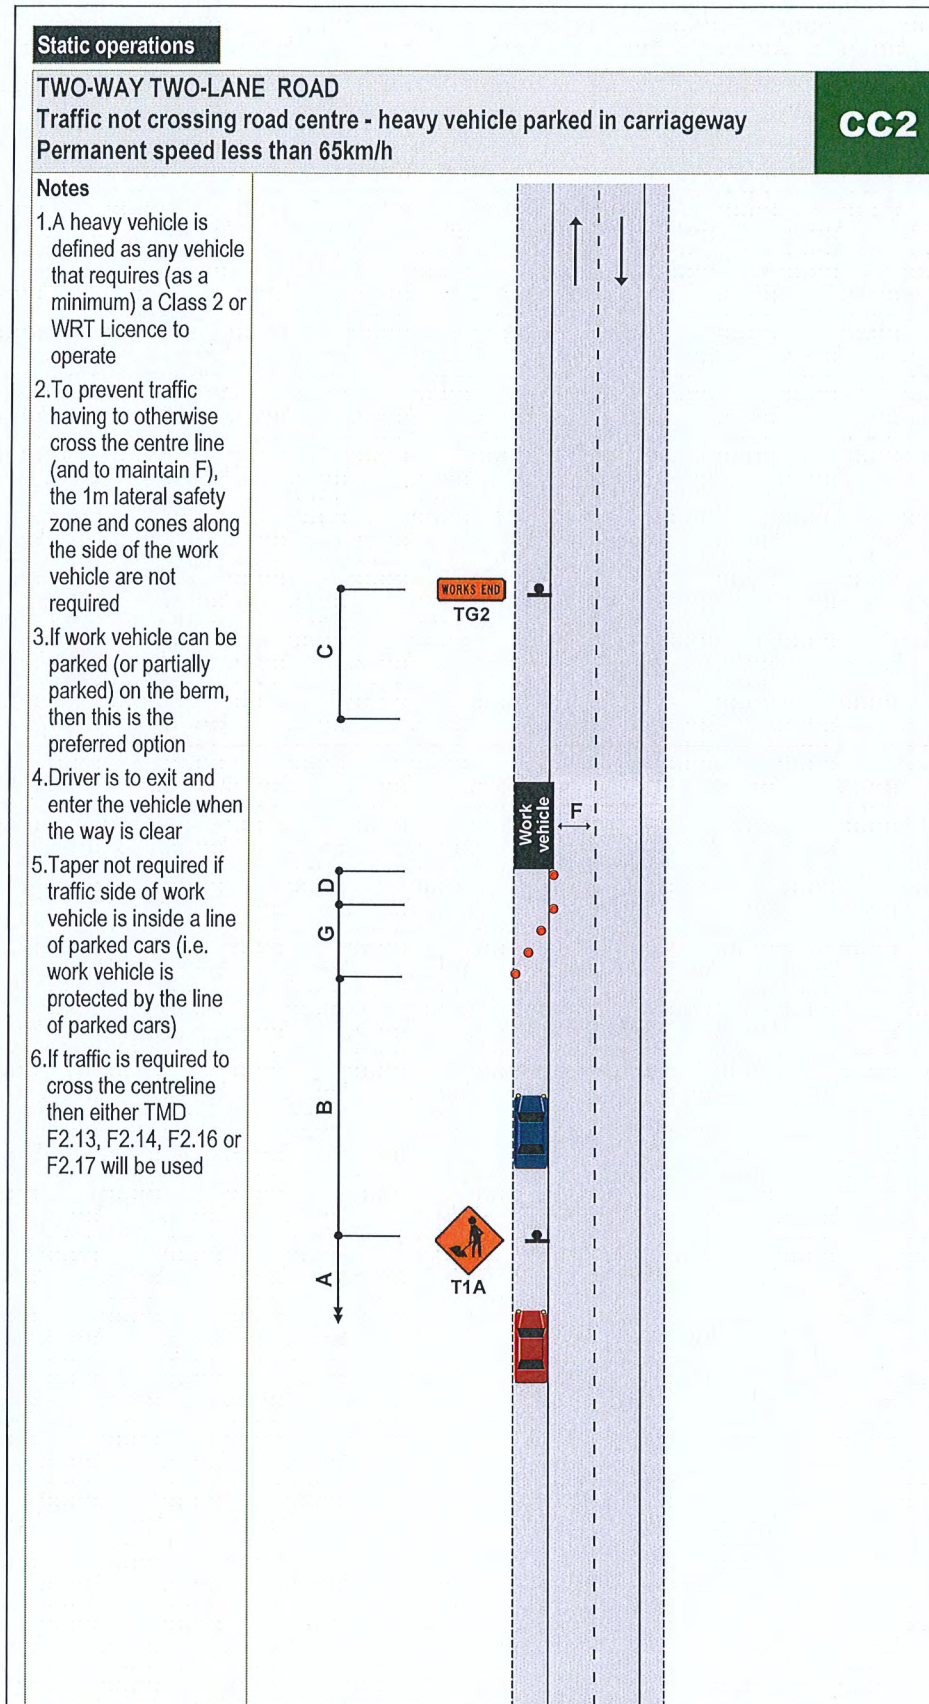 Static operations
TWO-WAY TWO-LANE ROAD
Traffic not crossing road centre - heavy vehicle parked in carriageway
Permanent speed less than 65km/h
CC2
Notes
1.A heavy vehicle is
defined as any vehicle
that requires (as a
minimum) a Class 2 or
WRT Licence to
operate
2.To prevent traffic
having to otherwise
cross the centre line
(and to maintain F),
the 1m lateral safety
zone and cones along
the side of the work
vehicle are not
required
3.If work vehicle can be
parked (or partially
parked) on the berm,
then this is the
preferred option
4.Driver is to exit and
enter the vehicle when
the way is clear
5.Taper not required if
traffic side of work
vehicle is inside a line
of parked cars (i.e.
work vehicle is
protected by the line
of parked cars)
6.If traffic is required to
cross the centreline
then either TMD
F2.13, F2.14, F2.16 or
F2.17 will be used
WORKS END
TG2
C
Work
vehicle
F
D
G
B
T1A
A